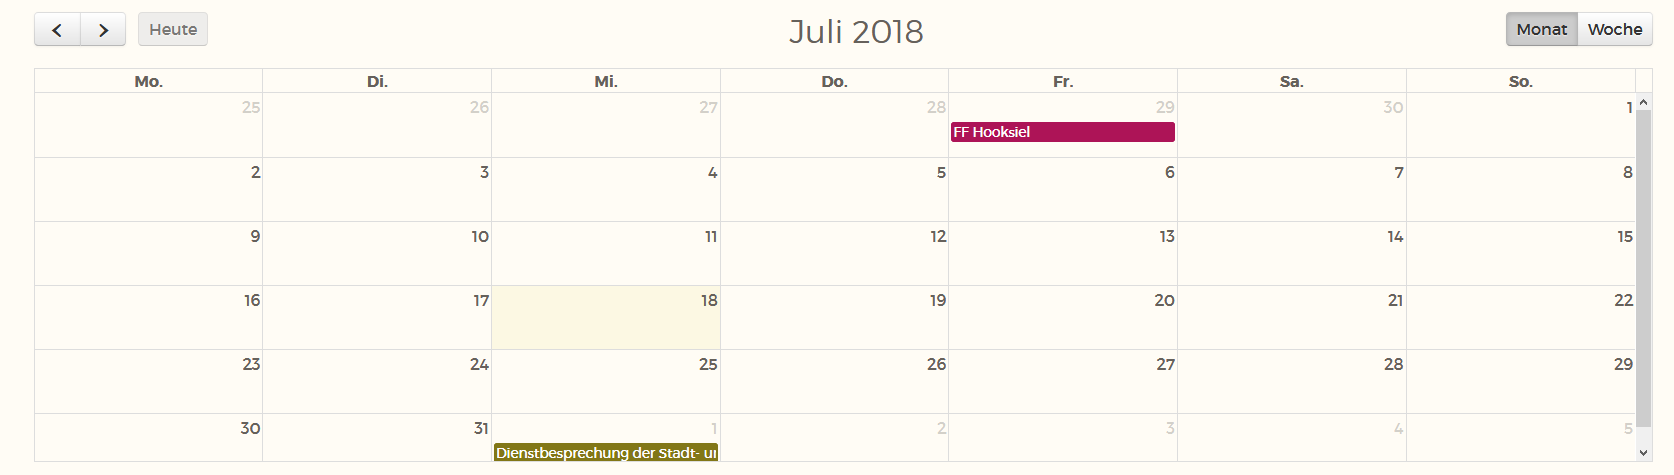 Heute
Juli 2018
Monat Woche
Mo. Di. Mi. Do. Fr. Sa. So.
25 26 27 28 29 30 1
FF Hooksiel
2 3 4 5 6 7 8
9 10 11 12 13 14 15
16 17 18 19 20 21 22
23 24 25 26 27 28 29
30 31 1 2 3 4 5
Dienstbesprechung der Stadt-